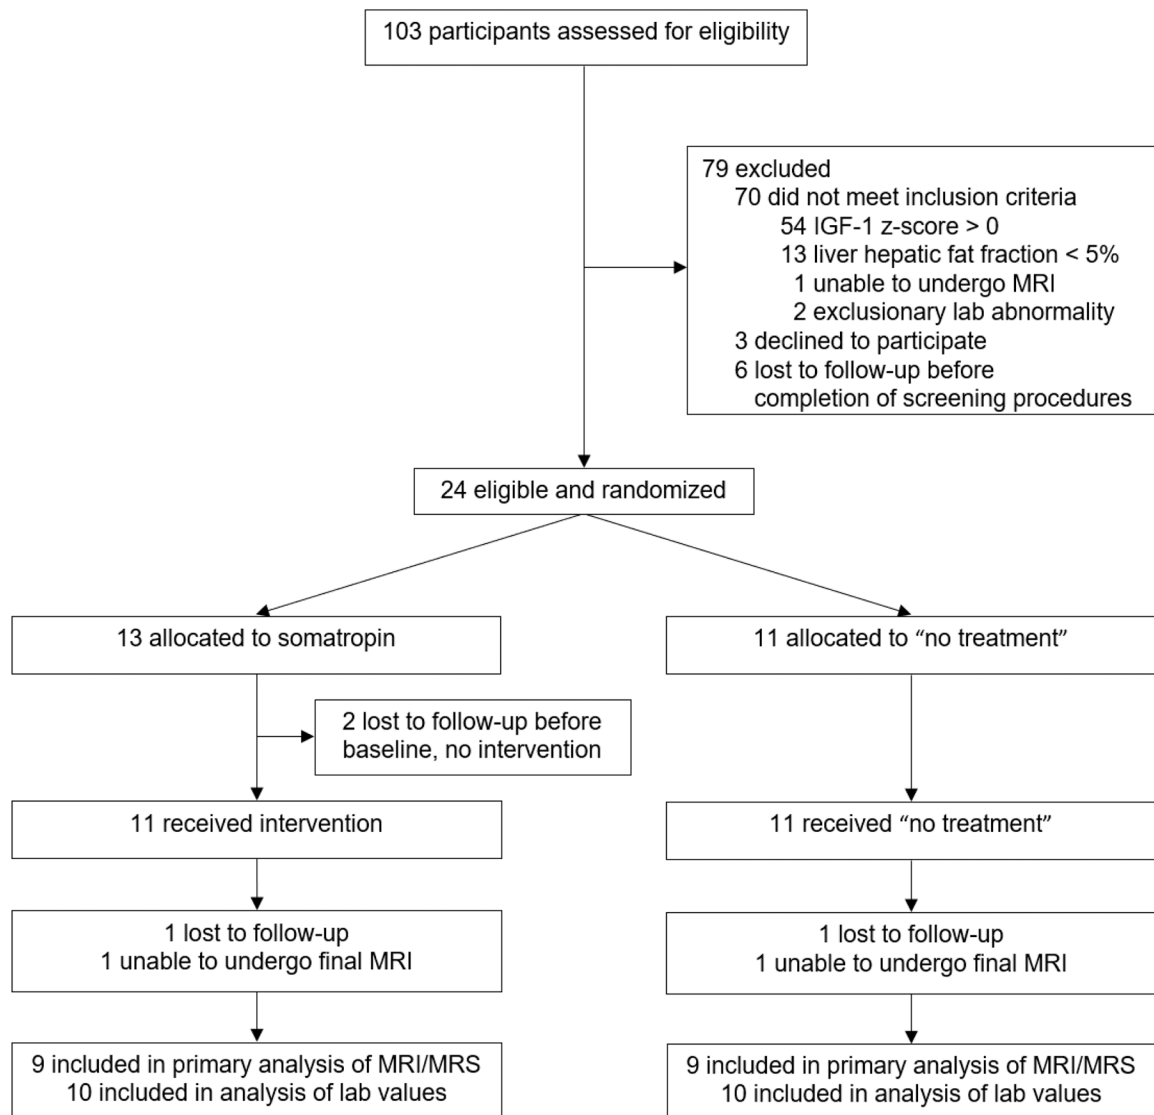 103 participants assessed for eligibility
79 excluded
70 did not meet inclusion criteria
54 IGF-1 z-score > 0
13 liver hepatic fat fraction < 5%
1 unable to undergo MRI
2 exclusionary lab abnormality
3 declined to participate
6 lost to follow-up before
completion of screening procedures
24 eligible and randomized
13 allocated to somatropin
2 lost to follow-up before
baseline, no intervention
11 received intervention
1 lost to follow-up
1 unable to undergo final MRI
9 included in primary analysis of MRI/MRS
10 included in analysis of lab values
11 allocated to “no treatment”
11 received “no treatment”
1 lost to follow-up
1 unable to undergo final MRI
9 included in primary analysis of MRI/MRS
10 included in analysis of lab values